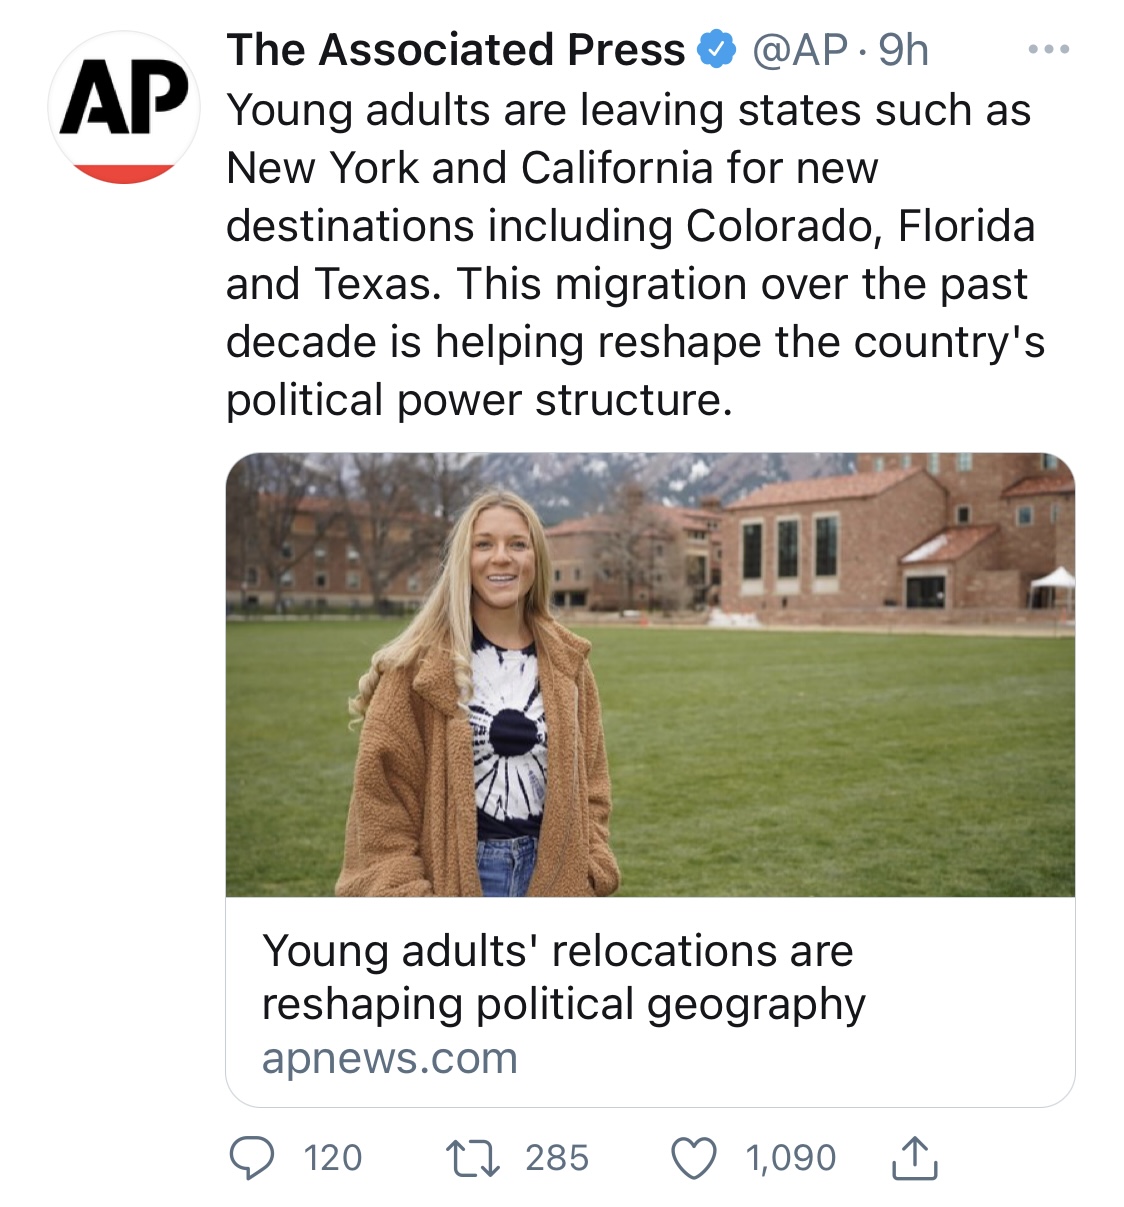 AP
The Associated Press @AP · 9h
Young adults are leaving states such as
New York and California for new
destinations including Colorado, Florida
and Texas. This migration over the past
decade is helping reshape the country's
political power structure.
Young adults' relocations are
reshaping political geography
apnews.com
120 285 1,090